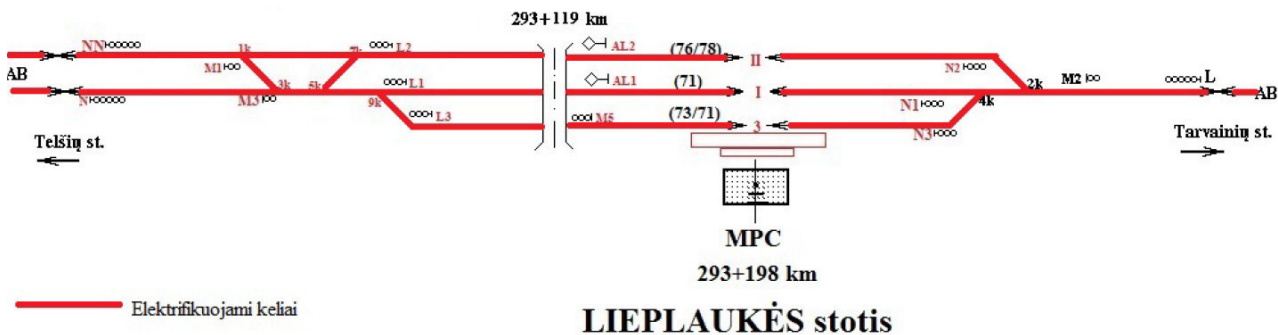 293+119 km
NN
1k
7k
L2
AL2
(76/78)
II
M1
N2
AB
3k
5k
L1
AL1
(71)
I
2k
M2
L
AB
N
M3
9k
N1
4k
L3
M5
(73/71)
3
N3
Telšių st.
Tarvainių st.
MPC
293+198 km
Elektrifikuojami keliai
LIEPLAUKĖS stotis